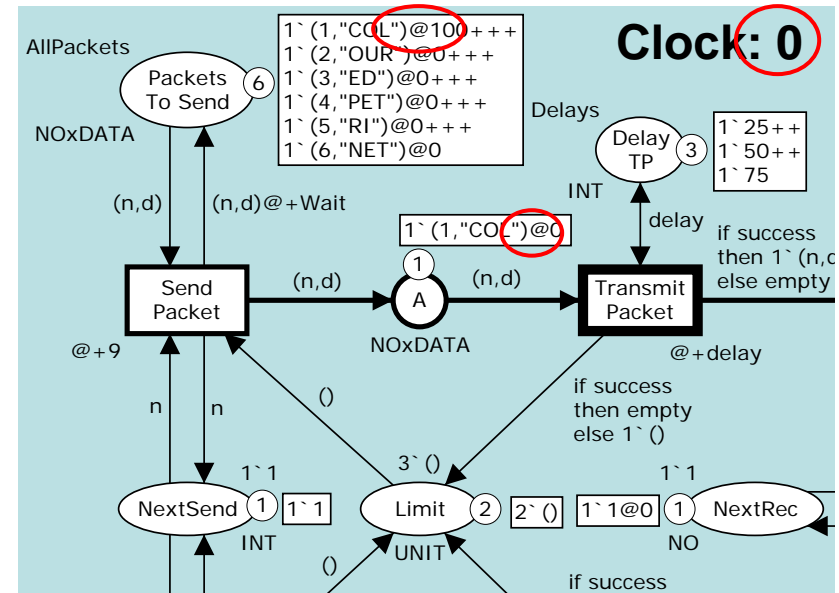 Clock: 0
AllPackets
Packets
To Send
6
1`(1,"COL")@100+++
1`(2,"OUR")@0+++
1`(3,"ED")@0+++
1`(4,"PET")@0+++
1`(5,"RI")@0+++
1`(6,"NET")@0
NOxDATA
Delays
Delay
TP
3
1`25++
1`50++
1`75
INT
(n,d)
(n,d)@+Wait
1`(1,"COL")@0
delay
if success
then 1`(n,d
else empty
Send
Packet
(n,d)
1
A
(n,d)
Transmit
Packet
NOxDATA
@+9
@+delay
n
n
()
if success
then empty
else 1`()
1`1
NextSend
1
1`1
INT
3`()
Limit
2
2`()
UNIT
1`1
1`1@0
1
NextRec
NO
()
if success